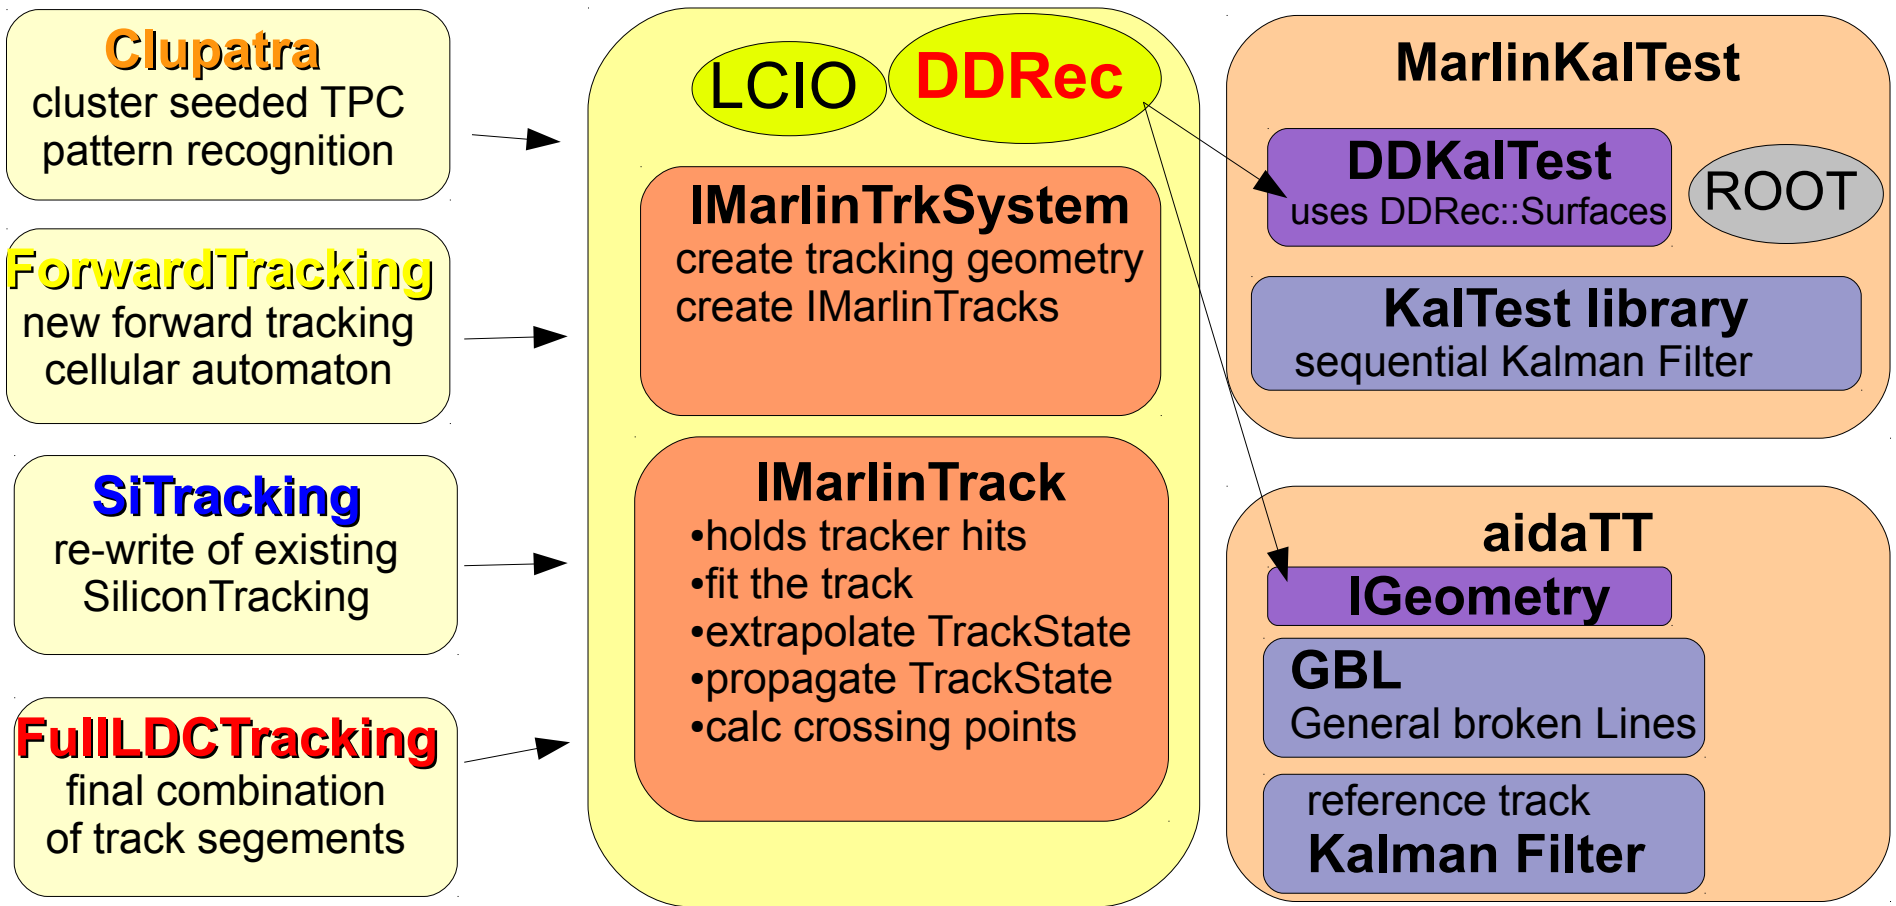 Clupatra
cluster seeded TPC
pattern recognition
ForwardTracking
new forward tracking
cellular automaton
SiTracking
re-write of existing
SiliconTracking
FullLDCTracking
final combination
of track segements
LCIO
DDRec
IMarlinTrkSystem
create tracking geometry
create IMarlinTracks
IMarlinTrack
•holds tracker hits
•fit the track
•extrapolate TrackState
•propagate TrackState
•calc crossing points
MarlinKalTest
DDKalTest
uses DDRec::Surfaces
ROOT
KalTest library
sequential Kalman Filter
aidaTT
IGeometry
GBL
General broken Lines
reference track
Kalman Filter